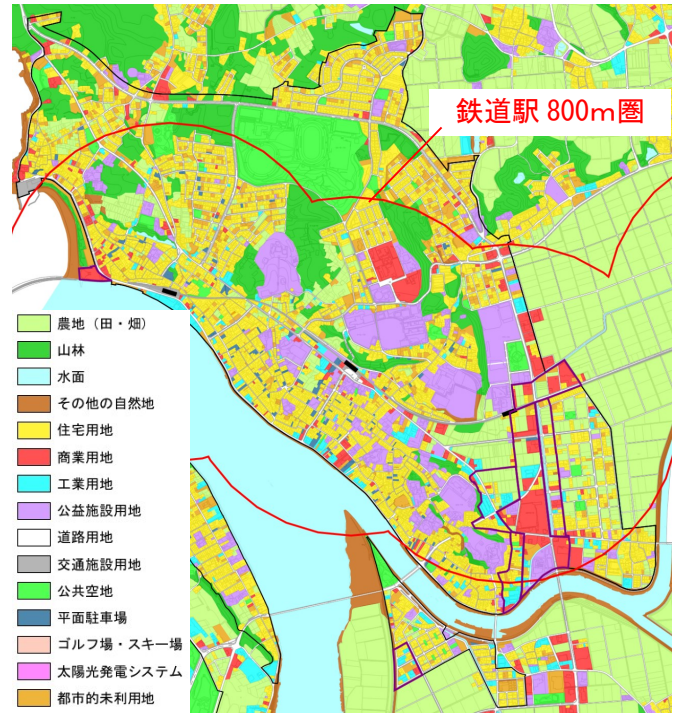 鉄道駅 800m圏
農地（田・畑）
山林
水面
その他の自然地
住宅用地
商業用地
工業用地
公益施設用地
道路用地
交通施設用地
公共空地
平面駐車場
ゴルフ場・スキー場
太陽光発電システム
都市的未利用地